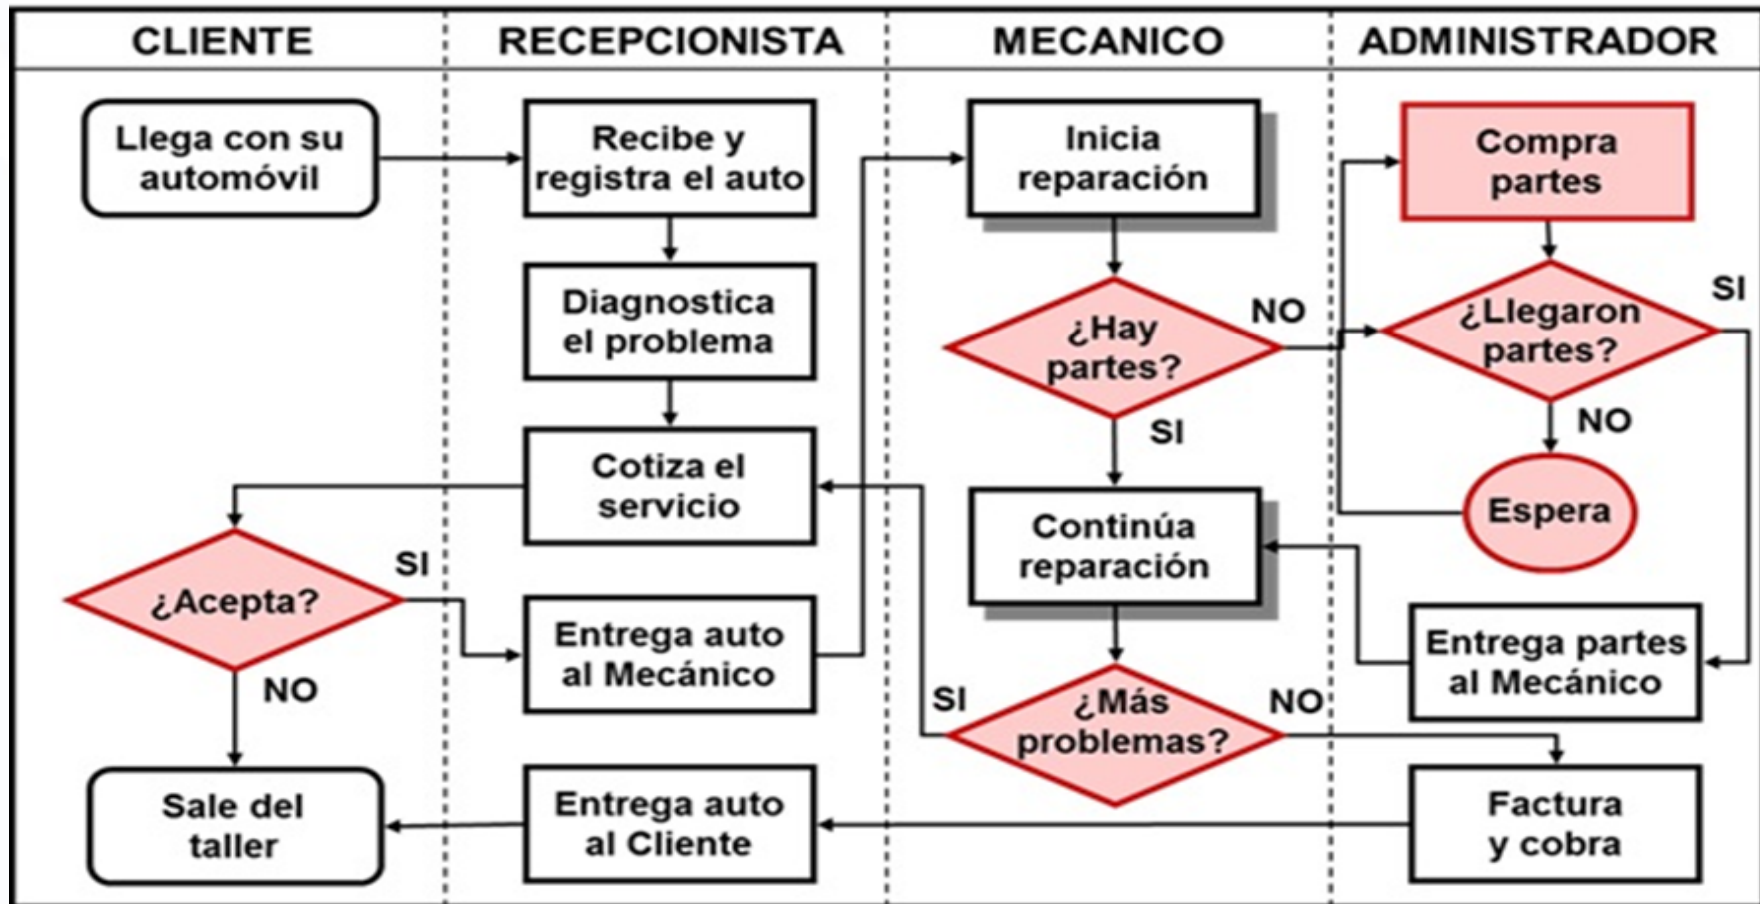 CLIENTE
RECEPCIONISTA
MECANICO
ADMINISTRADOR
Llega con su
automóvil
Recibe y
registra el auto
Inicia
reparación
Compra
partes
Diagnostica
el problema
¿Hay
partes?
NO
SI
¿Llegaron
partes?
SI
NO
Cotiza el
servicio
Continúa
reparación
Espera
¿Acepta?
SI
NO
Entrega auto
al Mecánico
Entrega partes
al Mecánico
¿Más
problemas?
SI
NO
Sale del
taller
Entrega auto
al Cliente
Factura
y cobra